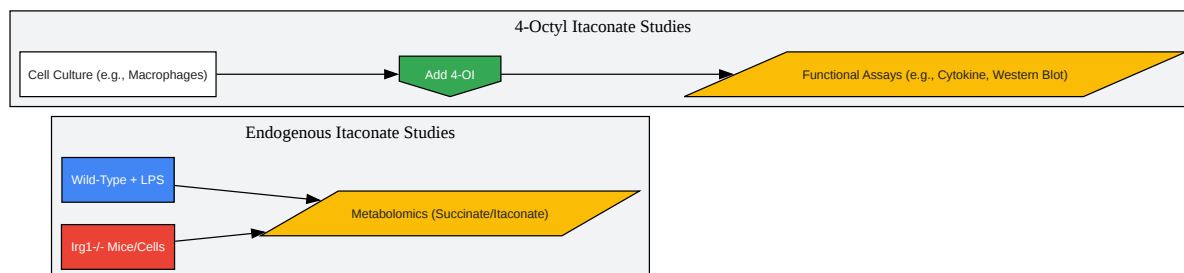 4-Octyl Itaconate Studies
Cell Culture (e.g., Macrophages)
Add 4-OI
Functional Assays (e.g., Cytokine, Western Blot)
Endogenous Itaconate Studies
Wild-Type + LPS
Metabolomics (Succinate/Itaconate)
Irg1-/- Mice/Cells